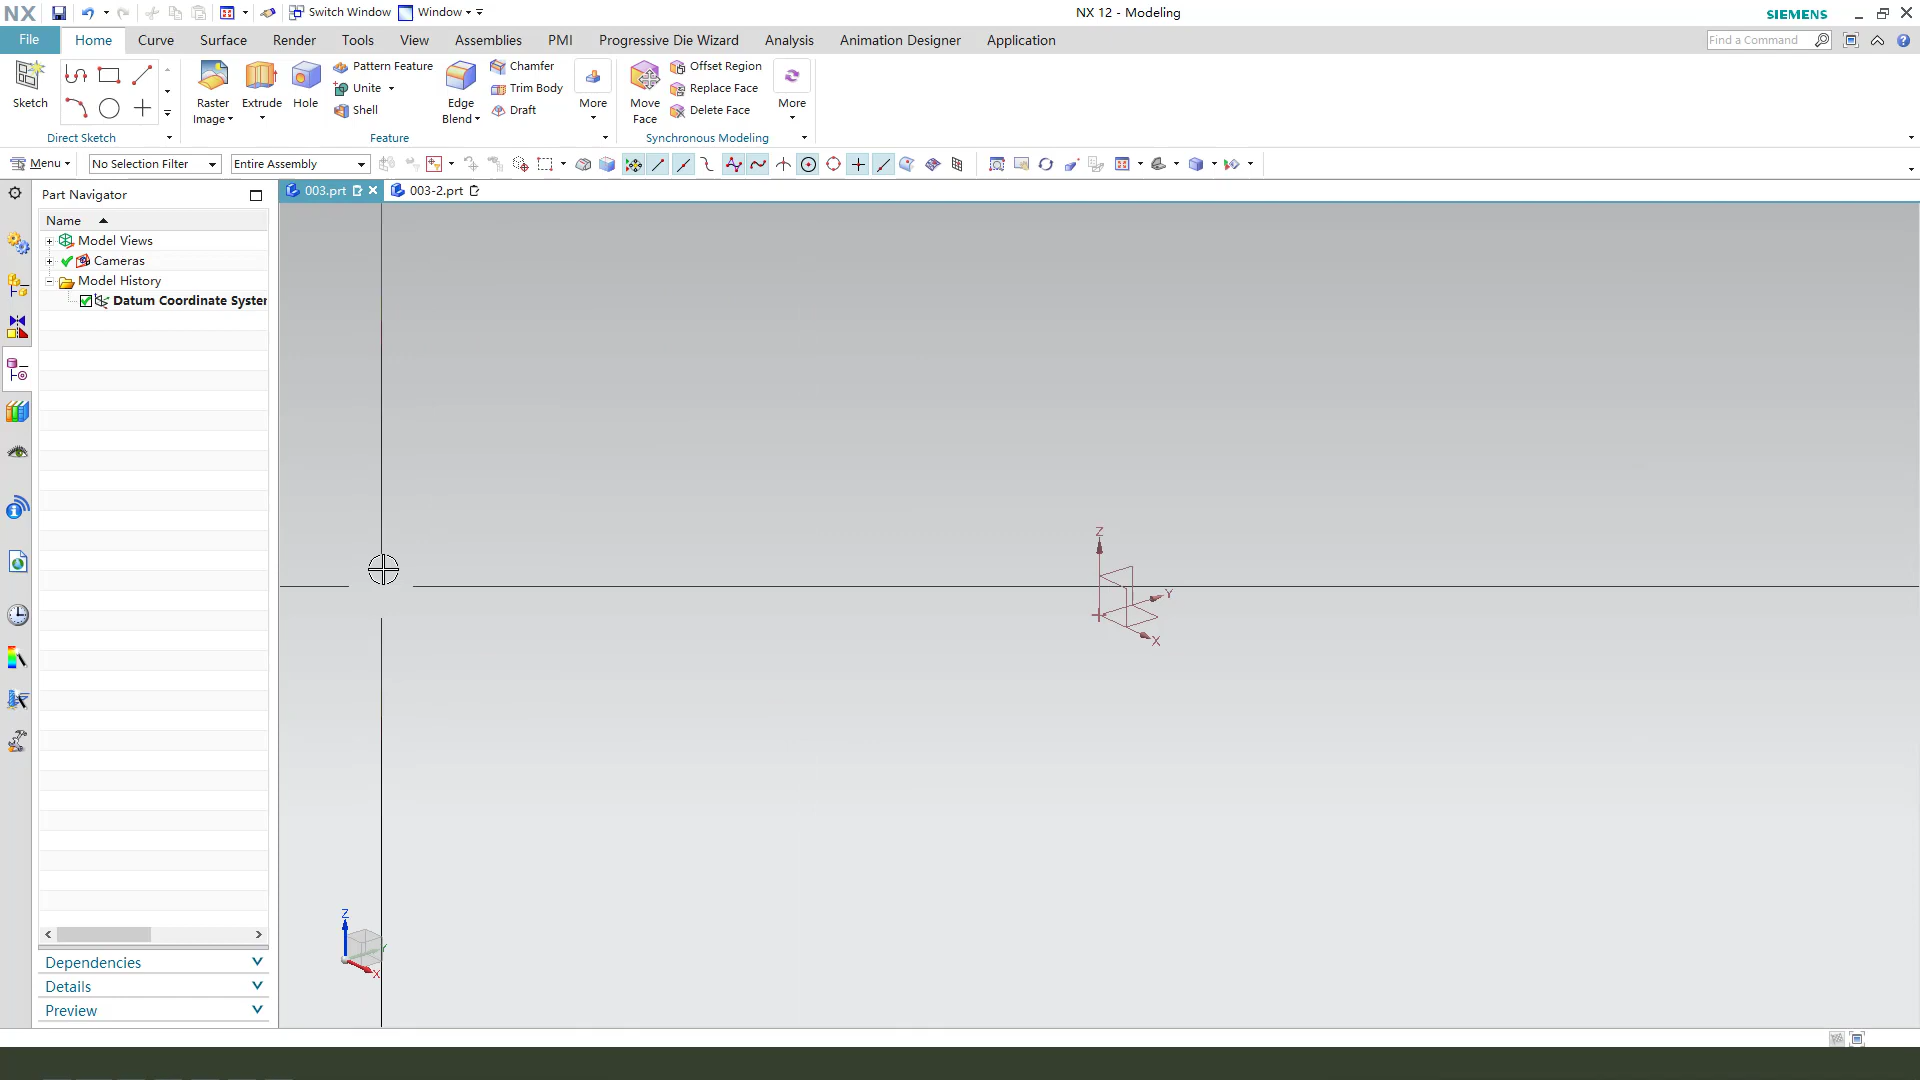 NX Switch Window Window NX 12 - Modeling SIEMENS
File Home Curve Surface Render Tools View Assemblies PMI Progressive Die Wizard Analysis Animation Designer Application Find a Command
Sketch
Direct Sketch
Raster Image
Extrude
Hole
Pattern Feature
Unite
Shell
Edge Blend
Chamfer
Trim Body
Draft
More
Feature
Move Face
Offset Region
Replace Face
Delete Face
More
Synchronous Modeling
Menu No Selection Filter Entire Assembly
Part Navigator
003.prt 003-2.prt
Name
Model Views
Cameras
Model History
Datum Coordinate System
Z
Y
X
Z
Y
X
Dependencies
Details
Preview